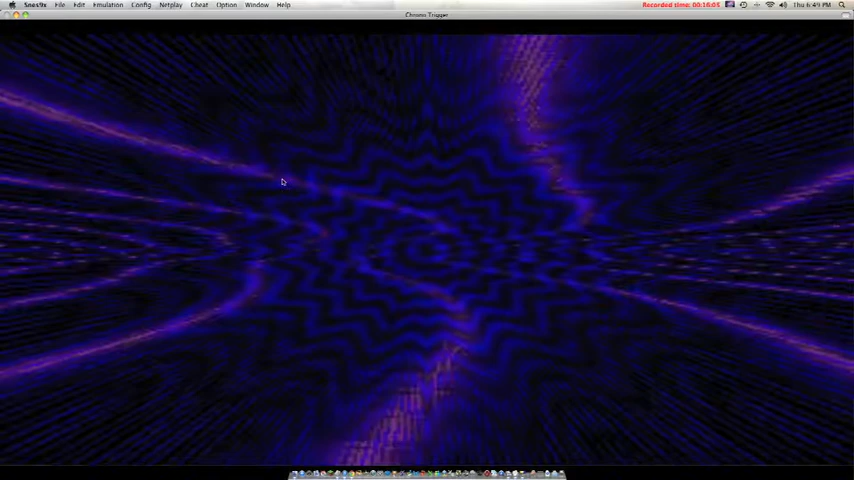 Snes9x File Edit Emulation Config Netplay Cheat Option Window Help Recorded time: 00:16:03 Thu 6:49 PM
Chrono Trigger